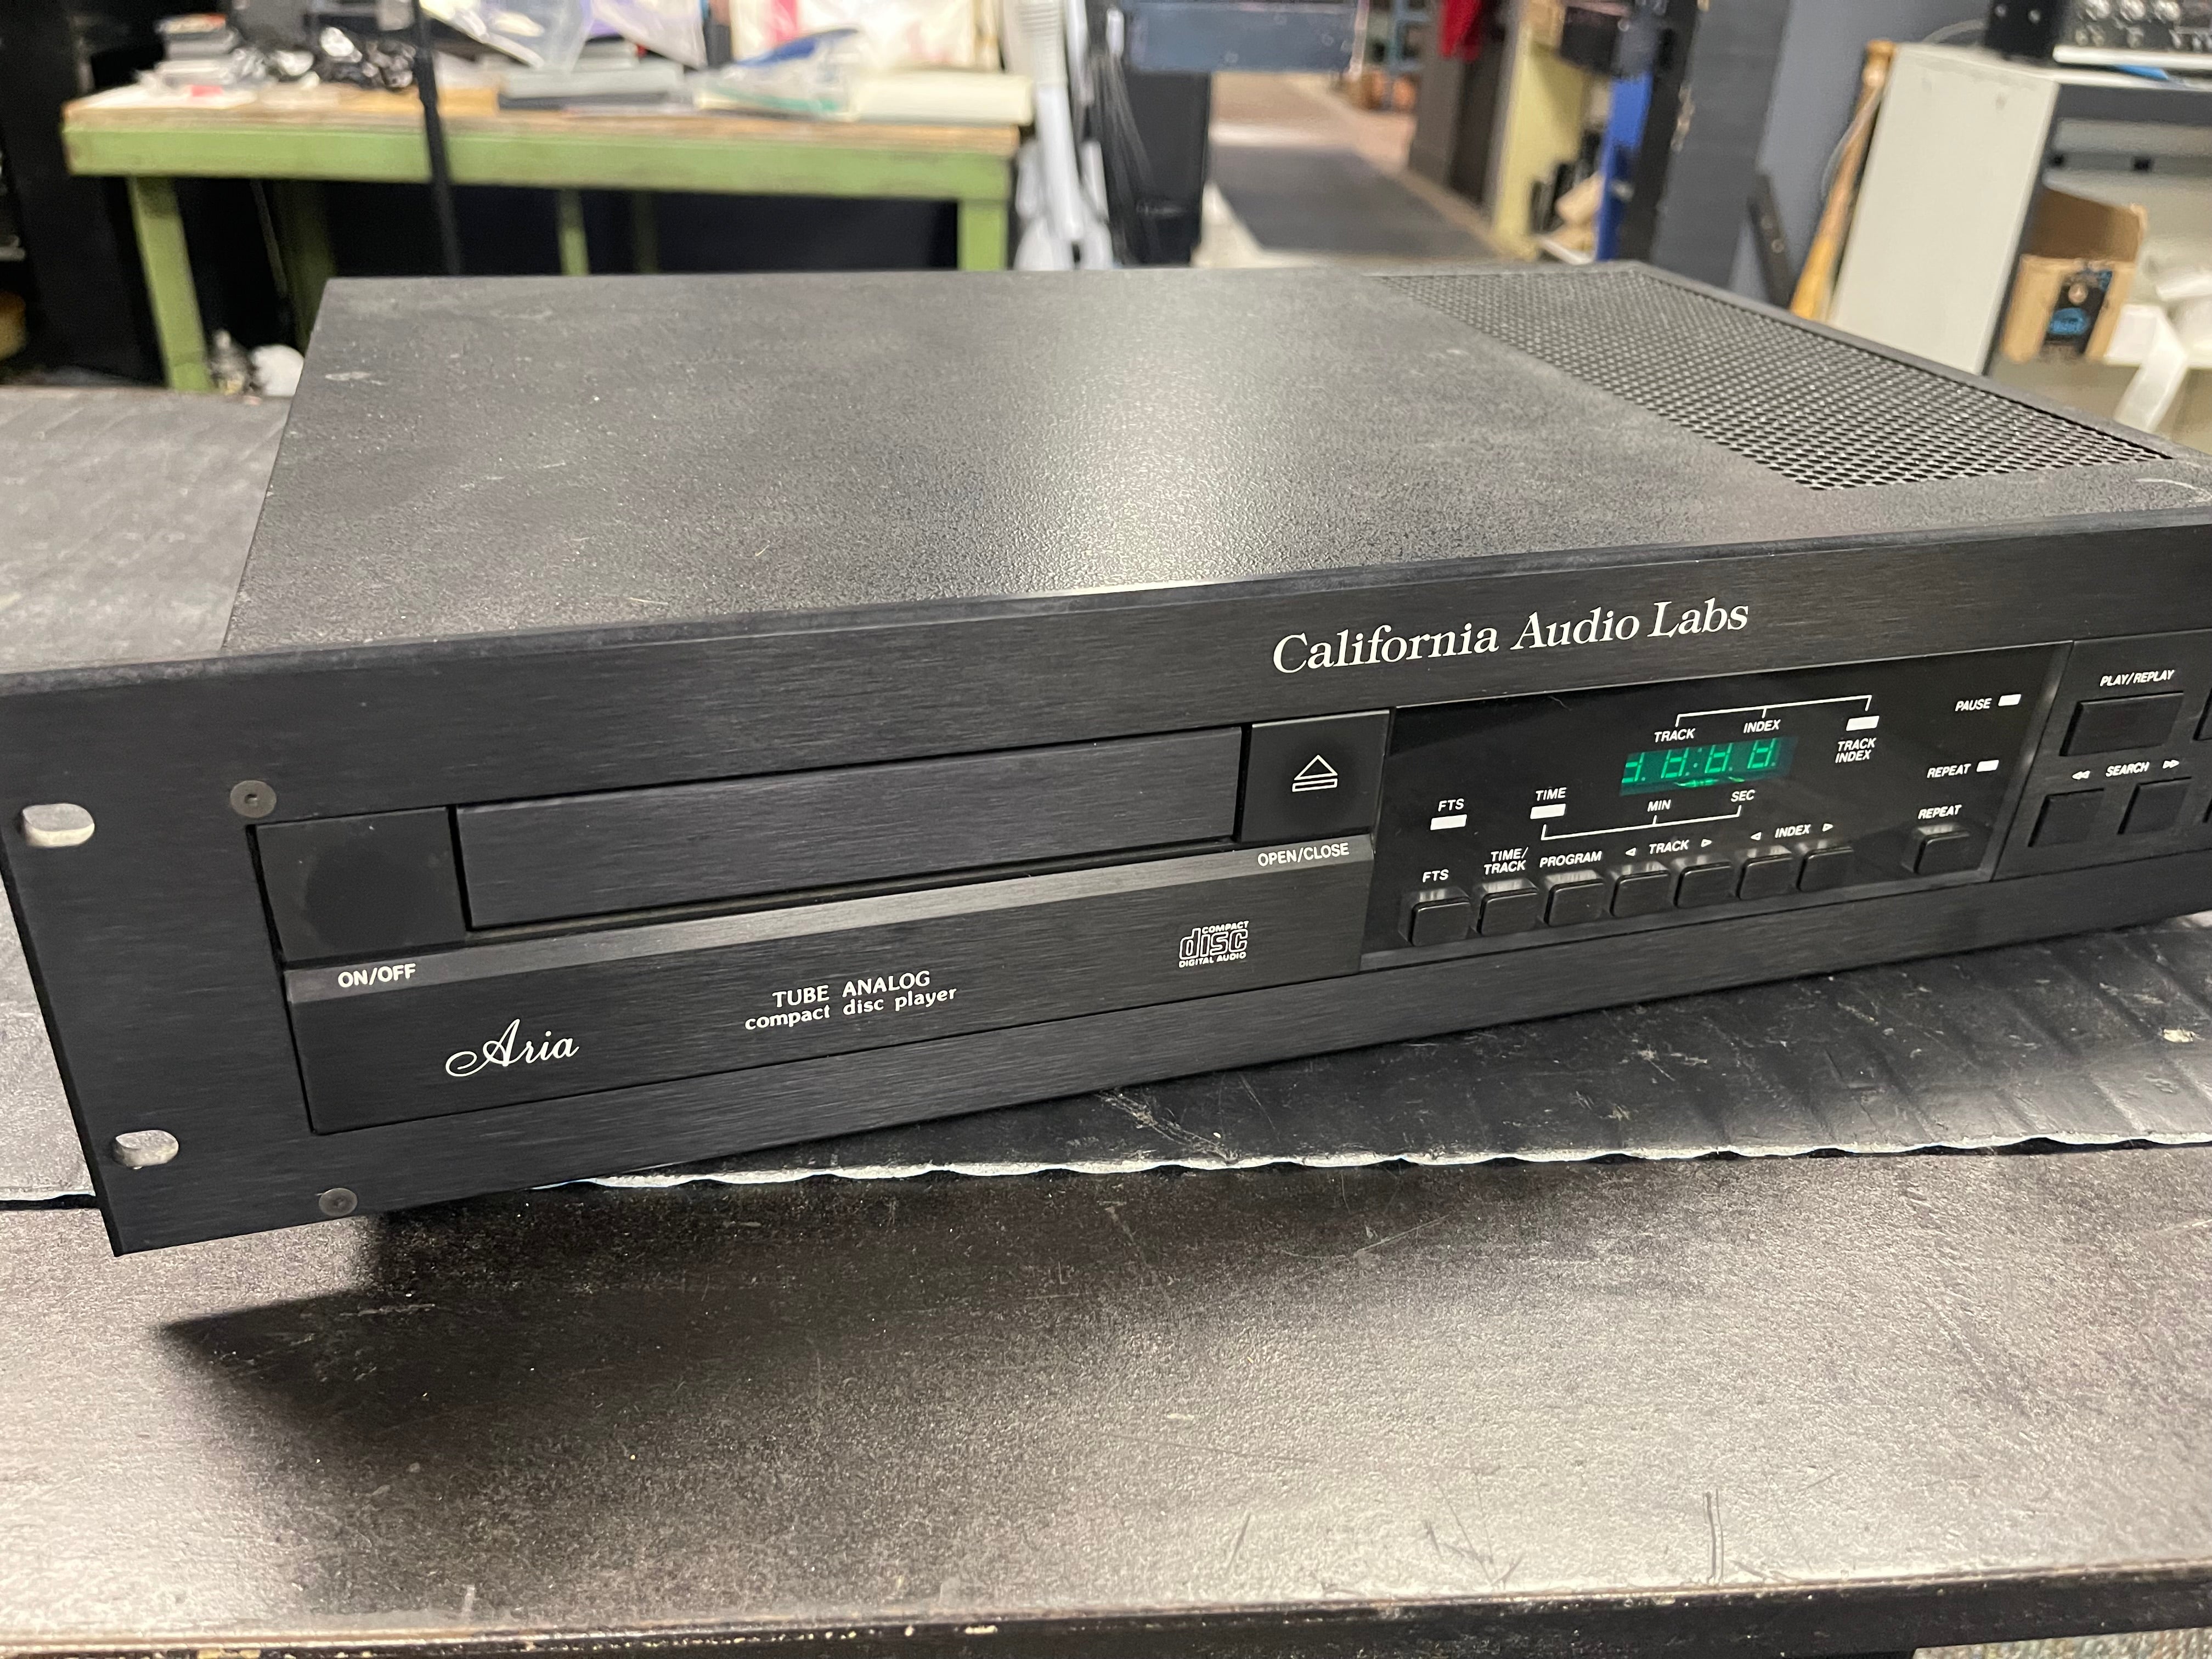 California Audio Labs
PLAY/REPLAY
PAUSE
TRACK
INDEX
TRACK
INDEX
SEARCH
REPEAT
FTS
TIME
MIN
SEC
REPEAT
OPEN/CLOSE
FTS
TIME/
TRACK
PROGRAM
TRACK
INDEX
COMPACT
disc
DIGITAL AUDIO
ON/OFF
TUBE ANALOG
compact disc player
Aria